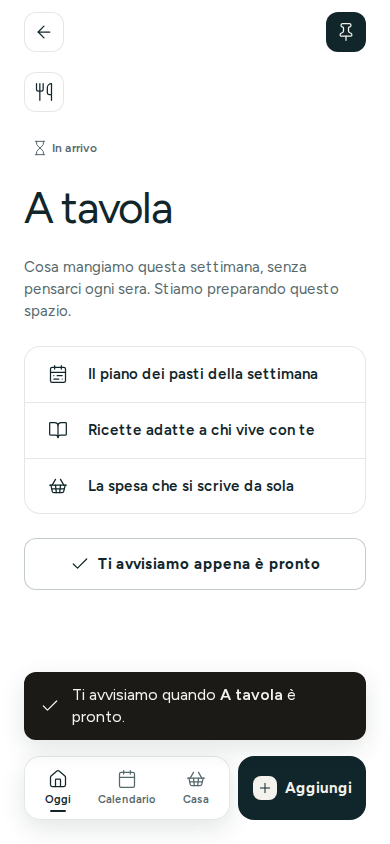 In arrivo
A tavola
Cosa mangiamo questa settimana, senza
pensarci ogni sera. Stiamo preparando questo
spazio.
Il piano dei pasti della settimana
Ricette adatte a chi vive con te
La spesa che si scrive da sola
Ti avvisiamo appena è pronto
Ti avvisiamo quando A tavola è
pronto.
Oggi
Calendario
Casa
Aggiungi